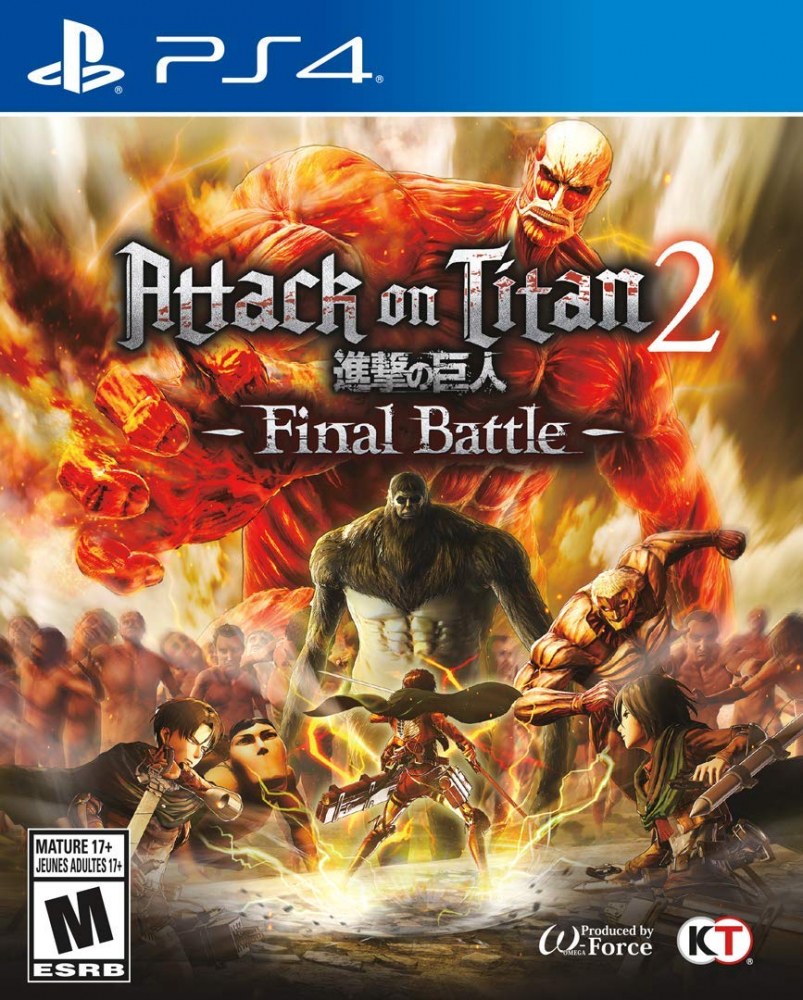 PS4
Attack on Titan 2
進撃の巨人
- Final Battle -
MATURE 17+
JEUNES ADULTES 17+
M
ESRB
®
ω-Force
OMEGA
Produced by
KT
®